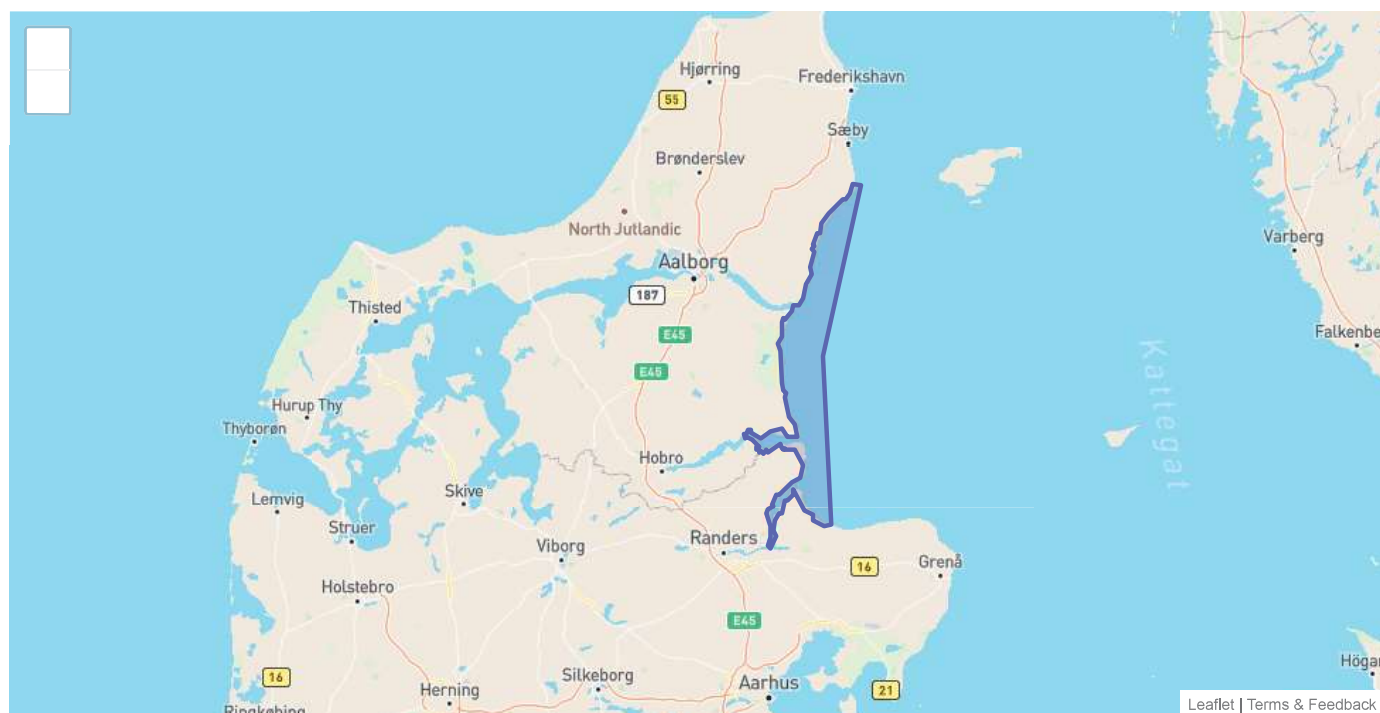 Hjørring
Frederikshavn
55
Sæby
Brønderslev
North Jutlandic
Varberg
Aalborg
187
Thisted
E45
Falkenbe
Kattegat
E45
Hurup Thy
Thyborøn
Hobro
Skive
Lemvig
Struer
Randers
Viborg
Grenå
16
Holstebro
E45
Höga
16
Silkeborg
Aarhus
21
Herning
Ringkøbing
Leaflet | Terms & Feedback